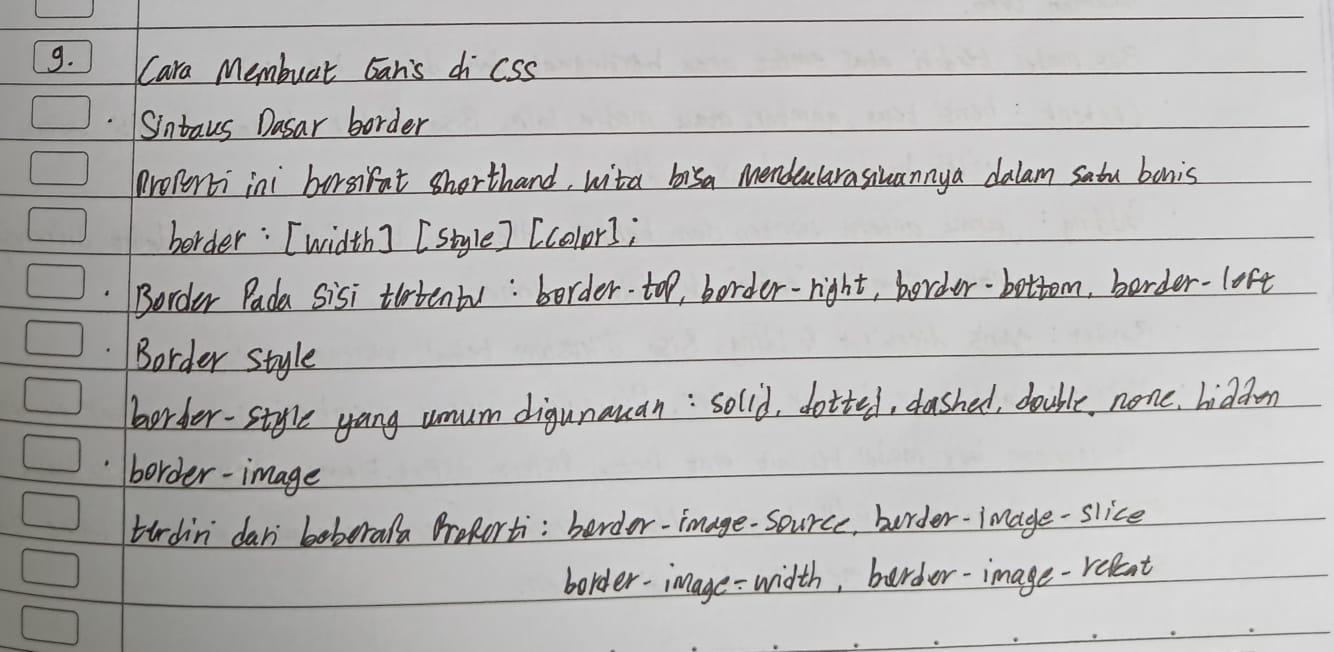 9. Cara Membuat Garis di CSS
. Sintaks Dasar border
Properti ini bersifat shorthand, kita bisa mendeklarasikannya dalam satu baris
border : [width] [style] [color];
. Border Pada sisi tertentu : border-top, border-right, border-bottom, border-left
. Border style
border-style yang umum digunakan : solid, dotted, dashed, double, none, hidden
. border-image
terdiri dari beberapa Properti : border-image-source, border-image-slice
border-image-width, border-image-repeat